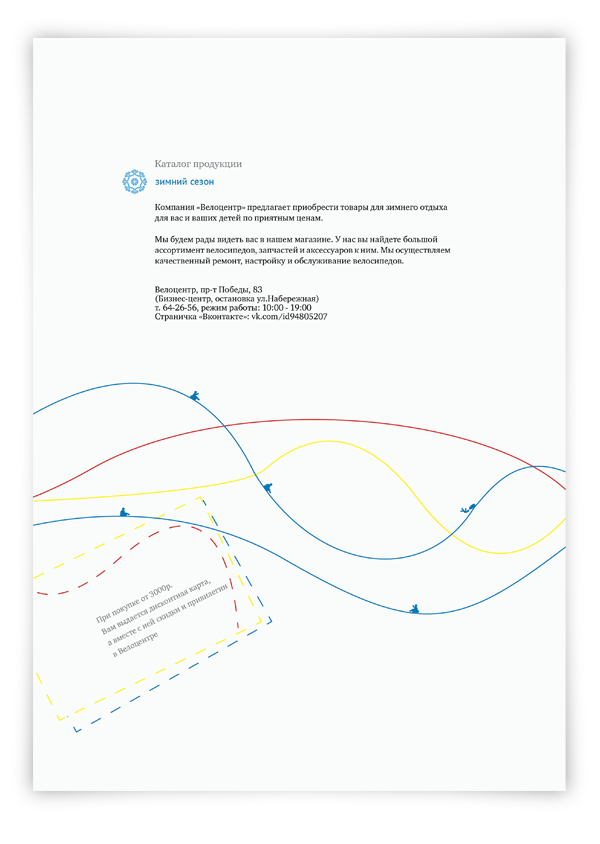 Каталог продукции
зимний сезон
Компания «Велоцентр» предлагает приобрести товары для зимнего отдыха
для вас и ваших детей по приятным ценам.
Мы будем рады видеть вас в нашем магазине. У нас вы найдете большой
ассортимент велосипедов, запчастей и аксессуаров к ним. Мы осуществляем
качественный ремонт, настройку и обслуживание велосипедов.
Велоцентр, пр-т Победы, 83
(Бизнес-центр, остановка ул.Набережная)
т. 64-26-56, режим работы: 10:00 - 19:00
Страничка «Вконтакте»: vk.com/id94805207
При покупке от 3000р.
Вам выдается дисконтная карта,
а вместе с ней скидки и привилегии
в Велоцентре